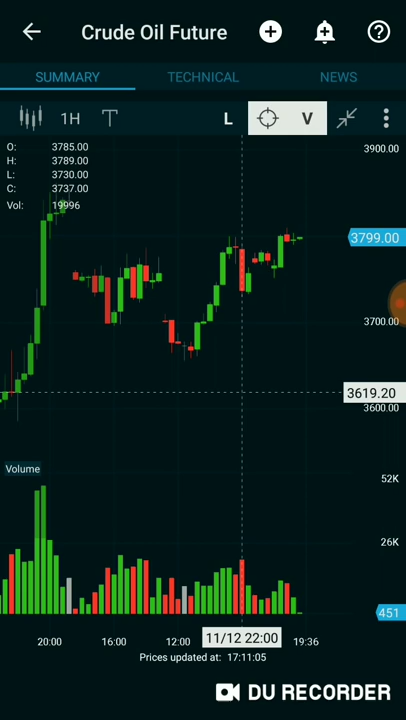 Crude Oil Future
SUMMARY TECHNICAL NEWS
1H T L V
O: 3785.00
H: 3789.00
L: 3730.00
C: 3737.00
Vol: 19996
3900.00
3799.00
3700.00
3619.20
3600.00
Volume
52K
26K
451
20:00 16:00 12:00 11/12 22:00 19:36
Prices updated at: 17:11:05
DU RECORDER